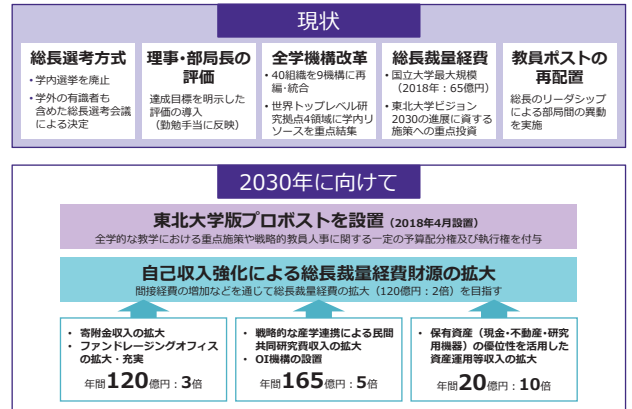 現状
総長選考方式
・学内選挙を廃止
・学外の有識者も
含めた総長選考会議
による決定
理事・部局長の
評価
達成目標を明示した
評価の導入
（勤勉手当に反映）
全学機構改革
・40組織を9機構に再
編・統合
・世界トップレベル研
究拠点4領域に学内リ
ソースを重点結集
総長裁量経費
・国立大学最大規模
（2018年：65億円）
・東北大学ビジョン
2030の進展に資する
施策への重点投資
教員ポストの
再配置
総長のリーダシップ
による部局間の異動
を実施
2030年に向けて
東北大学版プロボストを設置（2018年4月設置）
全学的な教学における重点施策や戦略的教員人事に関する一定の予算配分権及び執行権を付与
自己収入強化による総長裁量経費財源の拡大
間接経費の増加などを通じて総長裁量経費の拡大（120億円：2倍）を目指す
・ 寄附金収入の拡大
・ ファンドレージングオフィス
の拡大・充実
年間120億円：3倍
・ 戦略的な産学連携による民間
共同研究費収入の拡大
・ OI機構の設置
年間165億円：5倍
・ 保有資産（現金・不動産・研究
用機器）の優位性を活用した
資産運用等収入の拡大
年間20億円：10倍